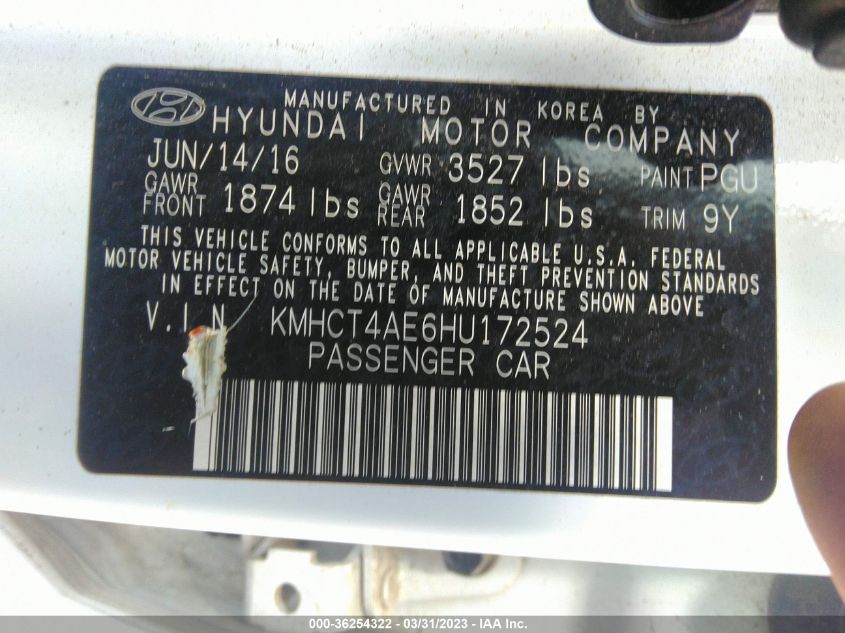 MANUFACTURED IN KOREA BY
HYUNDAI MOTOR COMPANY
JUN/14/16 GVWR 3527 lbs PAINT PGU
GAWR FRONT 1874 lbs GAWR REAR 1852 lbs TRIM 9Y
THIS VEHICLE CONFORMS TO ALL APPLICABLE U.S.A. FEDERAL
MOTOR VEHICLE SAFETY, BUMPER, AND THEFT PREVENTION STANDARDS
IN EFFECT ON THE DATE OF MANUFACTURE SHOWN ABOVE
V.I.N KMHCT4AE6HU172524
PASSENGER CAR
000-36254322 - 03/31/2023 - IAA Inc.